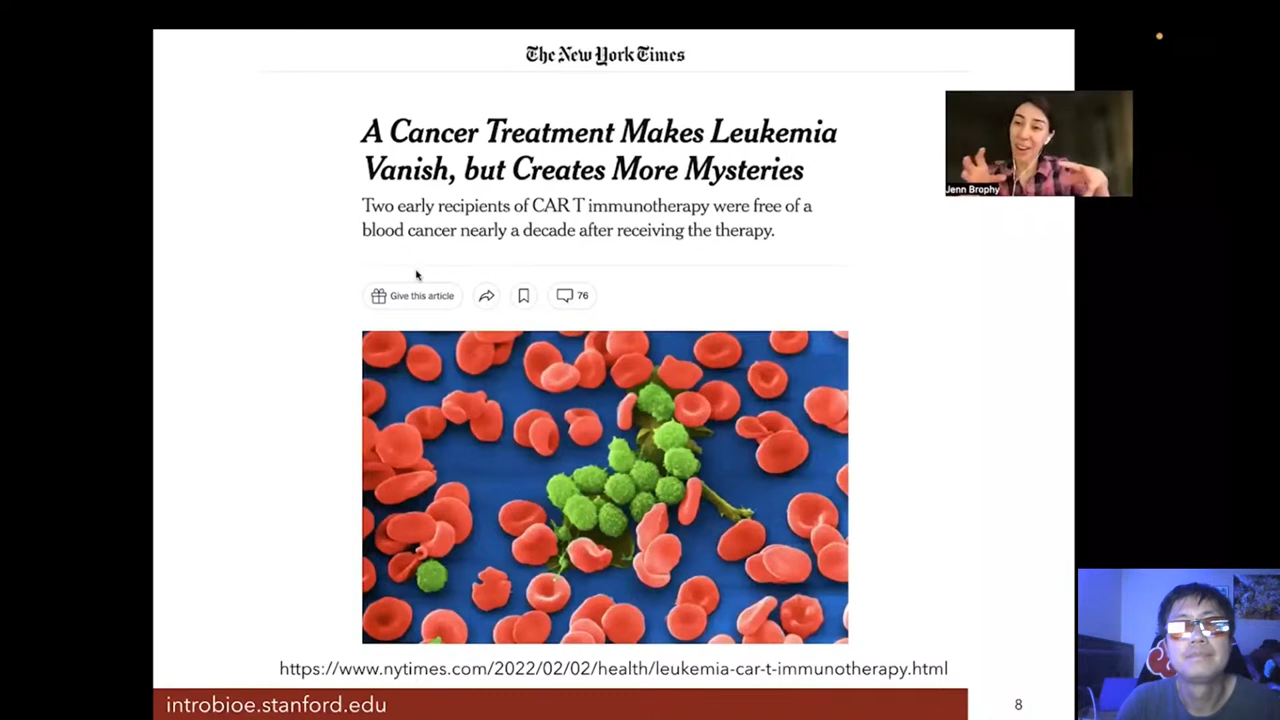 The New York Times
A Cancer Treatment Makes Leukemia
Vanish, but Creates More Mysteries
Two early recipients of CAR T immunotherapy were free of a
blood cancer nearly a decade after receiving the therapy.
Give this article
76
Jenn Brophy
https://www.nytimes.com/2022/02/02/health/leukemia-car-t-immunotherapy.html
introbioe.stanford.edu
8